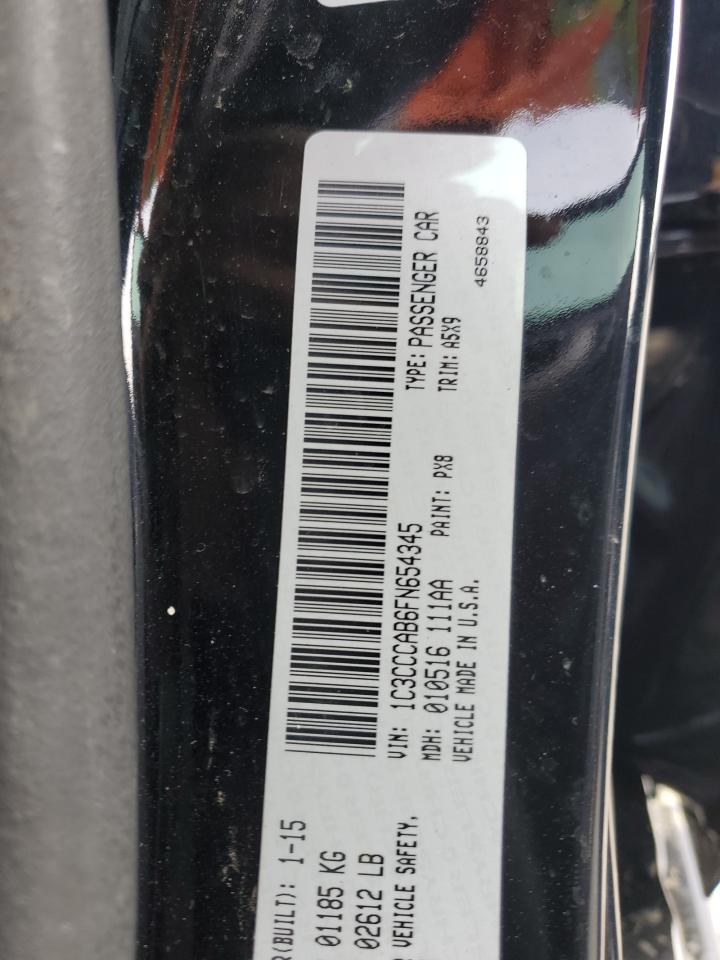 R(BUILT): 1-15
01185 KG
02612 LB
VEHICLE SAFETY,
VIN: 1C3CCCAB6FN654345 TYPE: PASSENGER CAR
MDH: 010516 111AA PAINT: PX8 TRIM: A5X9
VEHICLE MADE IN U.S.A. 4658843